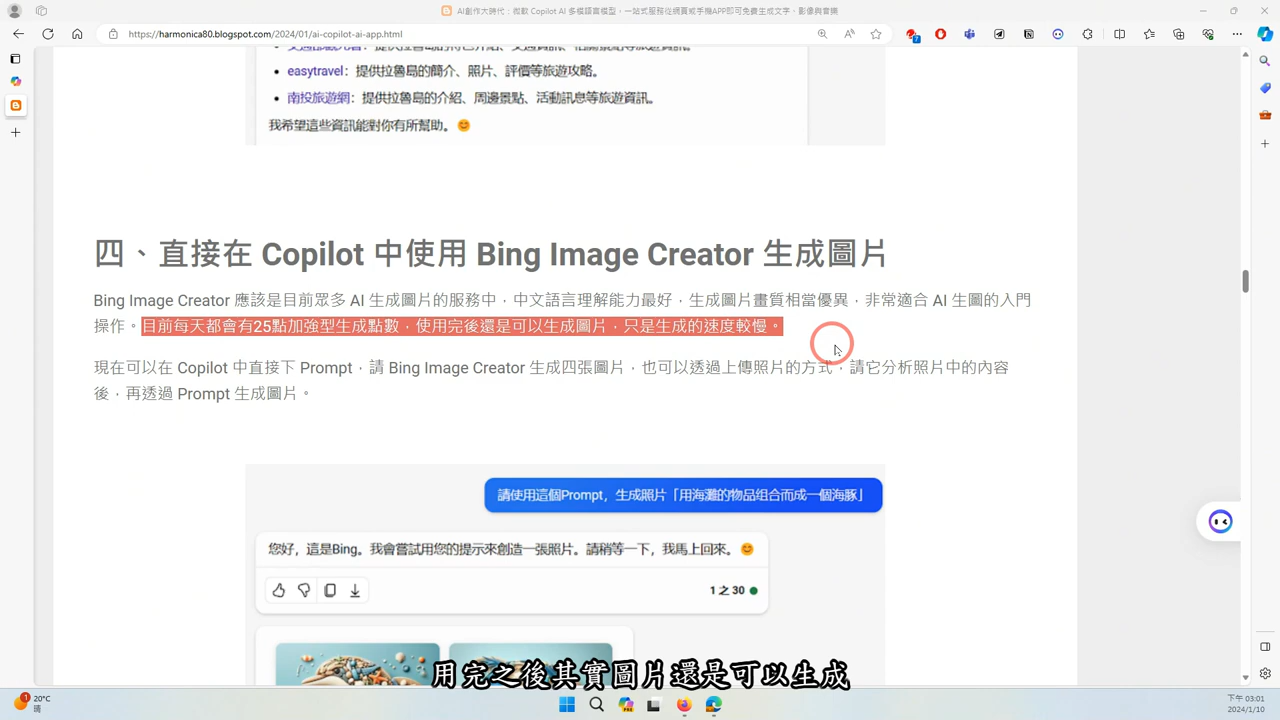 AI創作大時代：微軟 Copilot AI 多模語言模型，一站式服務從網頁或手機APP即可免費生成文字、影像與音樂
https://harmonica80.blogspot.com/2024/01/ai-copilot-ai-app.html
easytravel：提供拉魯島的簡介、照片、評價等旅遊攻略。
南投旅遊網：提供拉魯島的介紹、周邊景點、活動訊息等旅遊資訊。
我希望這些資訊能對你有所幫助。😊
四、直接在 Copilot 中使用 Bing Image Creator 生成圖片
Bing Image Creator 應該是目前眾多 AI 生成圖片的服務中，中文語言理解能力最好，生成圖片畫質相當優異，非常適合 AI 生圖的入門
操作。目前每天都會有25點加強型生成點數，使用完後還是可以生成圖片，只是生成的速度較慢。
現在可以在 Copilot 中直接下 Prompt，請 Bing Image Creator 生成四張圖片，也可以透過上傳照片的方式，請它分析照片中的內容
後，再透過 Prompt 生成圖片。
請使用這個Prompt，生成照片「用海灘的物品組合而成一個海豚」
您好，這是Bing。我會嘗試用您的提示來創造一張照片。請稍等一下，我馬上回來。😊
1 之 30
用完之後其實圖片還是可以生成
20°C
晴
下午 03:01
2024/1/10